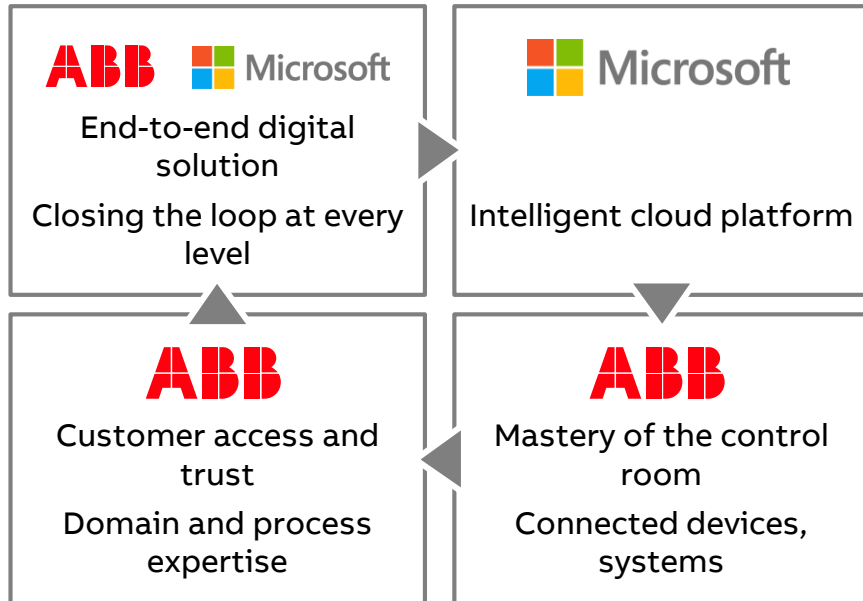 ABB Microsoft
End-to-end digital
solution
Closing the loop at every
level
Microsoft
Intelligent cloud platform
ABB
Customer access and
trust
Domain and process
expertise
ABB
Mastery of the control
room
Connected devices,
systems